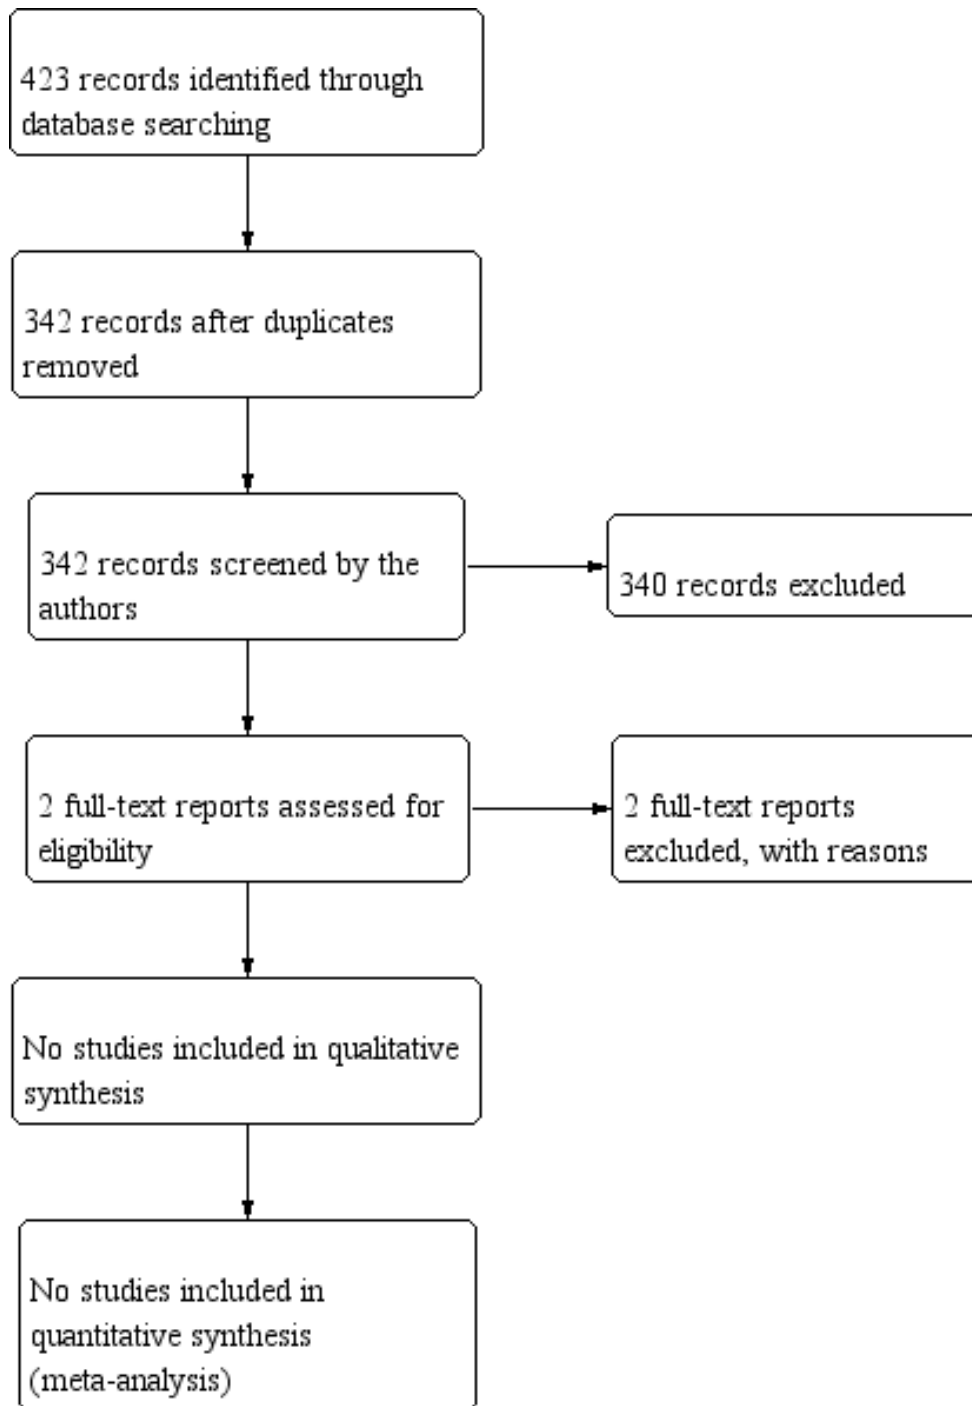 423 records identified through
database searching
342 records after duplicates
removed
342 records screened by the
authors
340 records excluded
2 full-text reports assessed for
eligibility
2 full-text reports
excluded, with reasons
No studies included in qualitative
synthesis
No studies included in
quantitative synthesis
(meta-analysis)